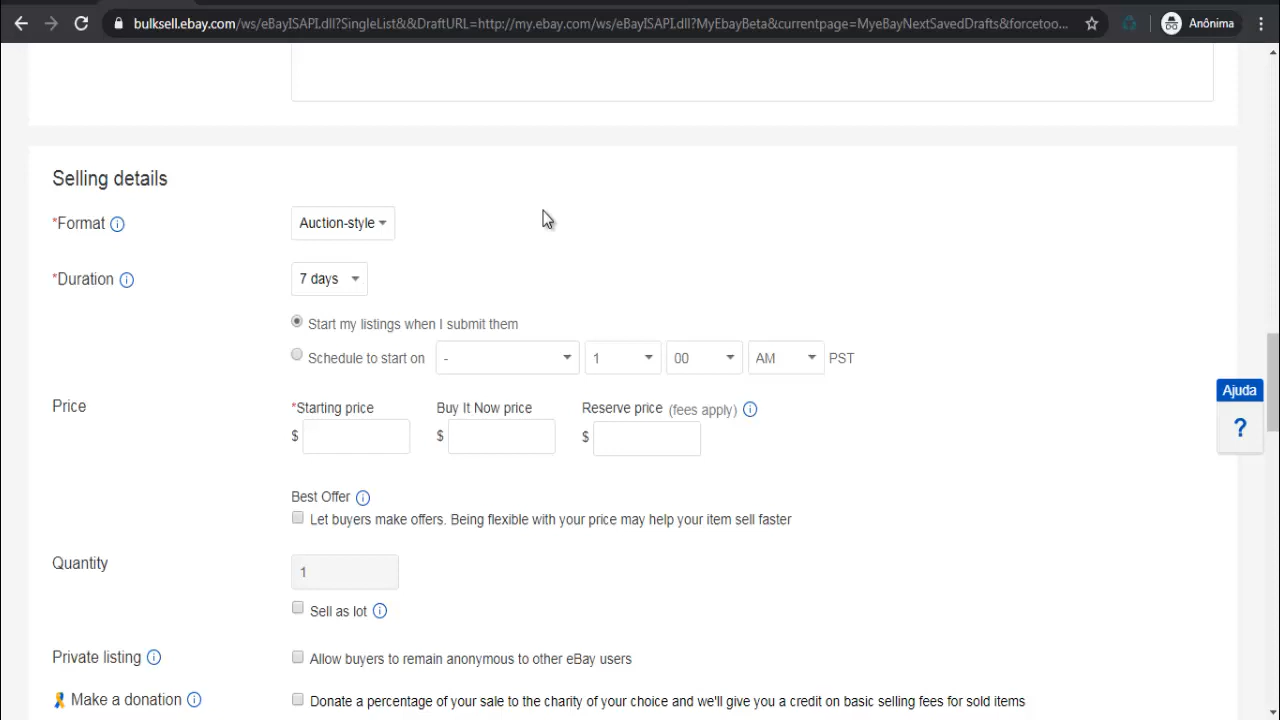 bulksell.ebay.com/ws/eBayISAPI.dll?SingleList&&DraftURL=http://my.ebay.com/ws/eBayISAPI.dll?MyEbayBeta&currentpage=MyeBayNextSavedDrafts&forcetoo...
Anônima
Selling details
*Format
Auction-style
*Duration
7 days
Start my listings when I submit them
Schedule to start on - 1 00 AM PST
Ajuda
?
Price
*Starting price Buy It Now price Reserve price (fees apply)
$ $ $
Best Offer
Let buyers make offers. Being flexible with your price may help your item sell faster
Quantity
1
Sell as lot
Private listing
Allow buyers to remain anonymous to other eBay users
Make a donation
Donate a percentage of your sale to the charity of your choice and we'll give you a credit on basic selling fees for sold items